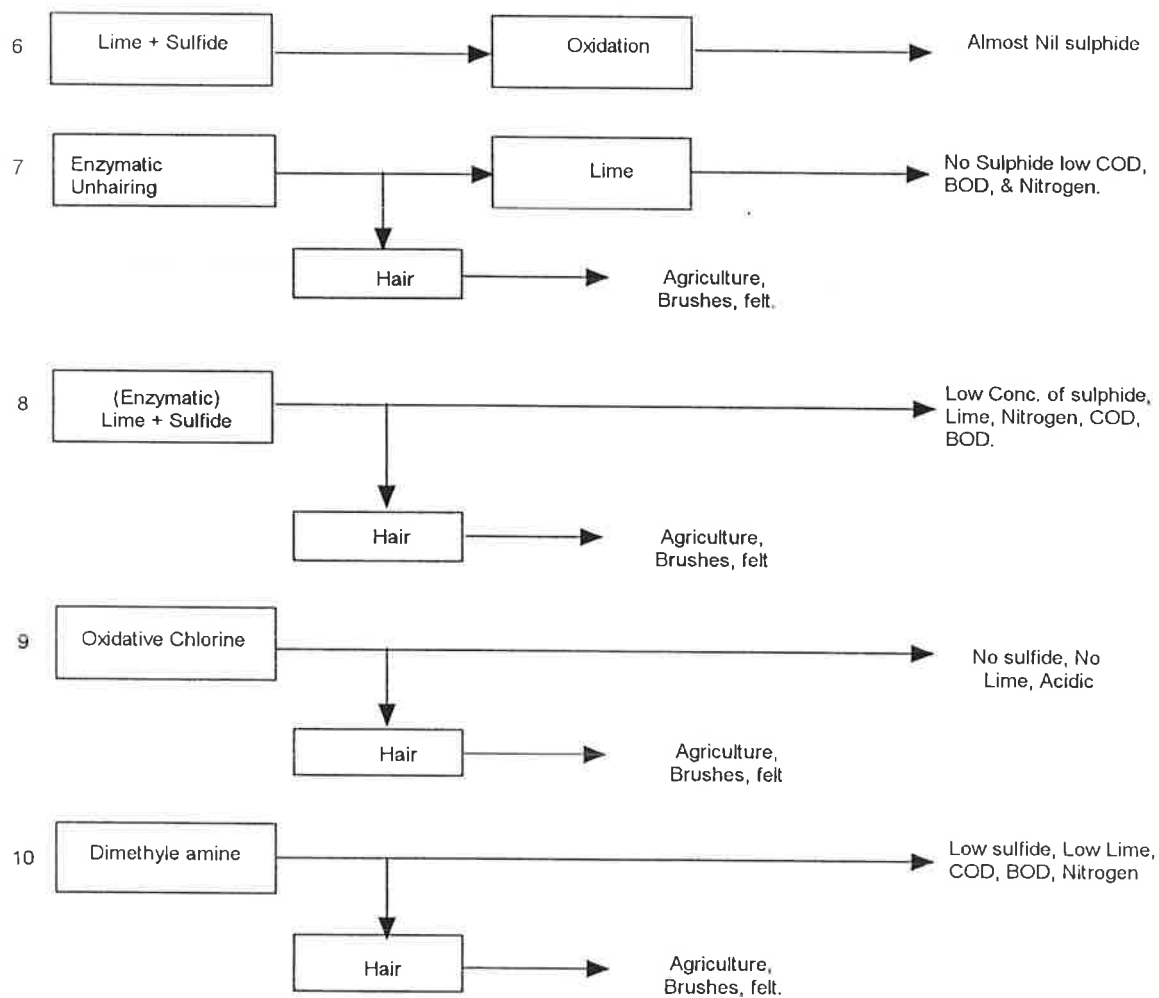 6
Lime + Sulfide
Oxidation
Almost Nil sulphide
7
Enzymatic
Unhairing
Lime
No Sulphide low COD,
BOD, & Nitrogen.
Hair
Agriculture,
Brushes, felt.
8
(Enzymatic)
Lime + Sulfide
Low Conc. of sulphide,
Lime, Nitrogen, COD,
BOD.
Hair
Agriculture,
Brushes, felt
9
Oxidative Chlorine
No sulfide, No
Lime, Acidic
Hair
Agriculture,
Brushes, felt
10
Dimethyle amine
Low sulfide, Low Lime,
COD, BOD, Nitrogen
Hair
Agriculture,
Brushes, felt.